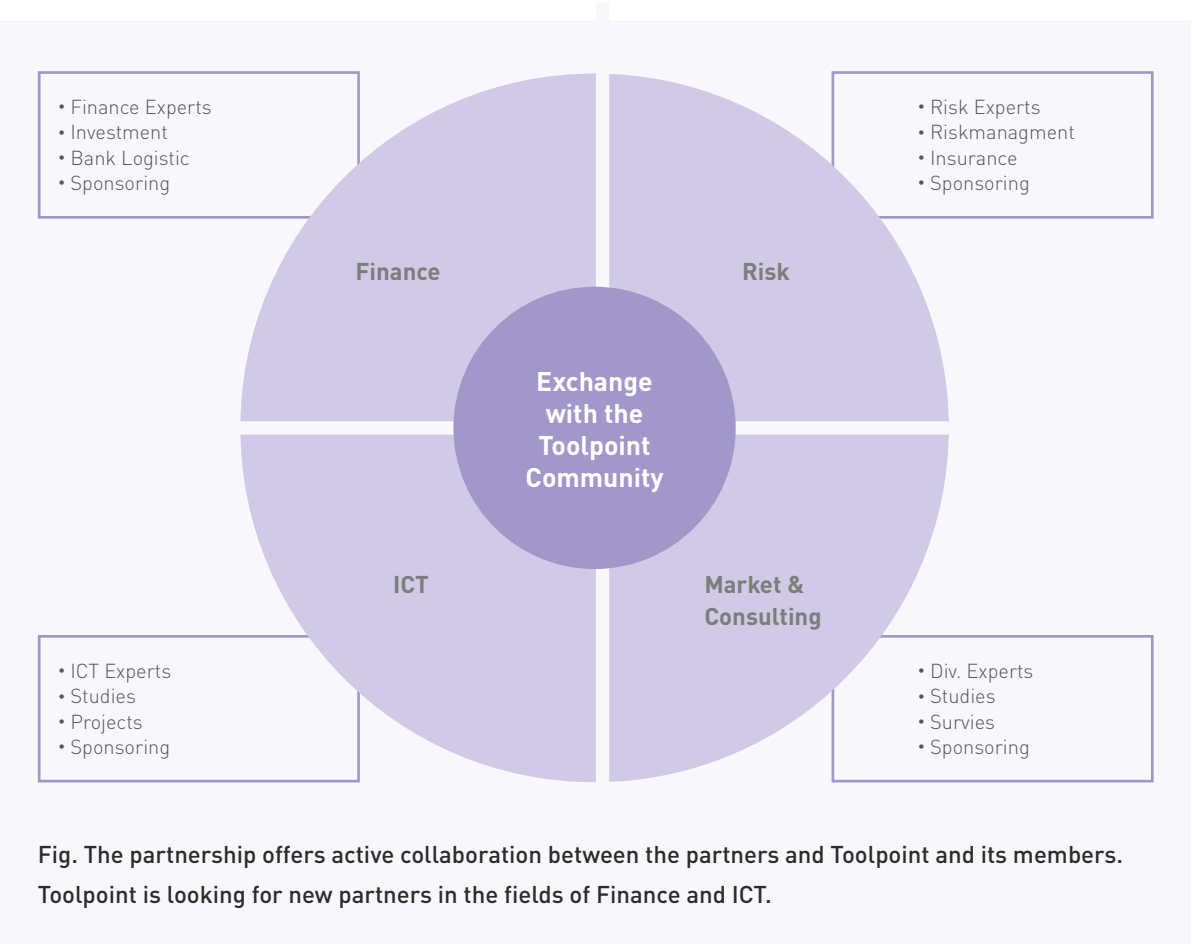 • Finance Experts
• Investment
• Bank Logistic
• Sponsoring
• Risk Experts
• Riskmanagment
• Insurance
• Sponsoring
Finance
Risk
Exchange
with the
Toolpoint
Community
ICT
Market &
Consulting
• ICT Experts
• Studies
• Projects
• Sponsoring
• Div. Experts
• Studies
• Survies
• Sponsoring
Fig. The partnership offers active collaboration between the partners and Toolpoint and its members.
Toolpoint is looking for new partners in the fields of Finance and ICT.